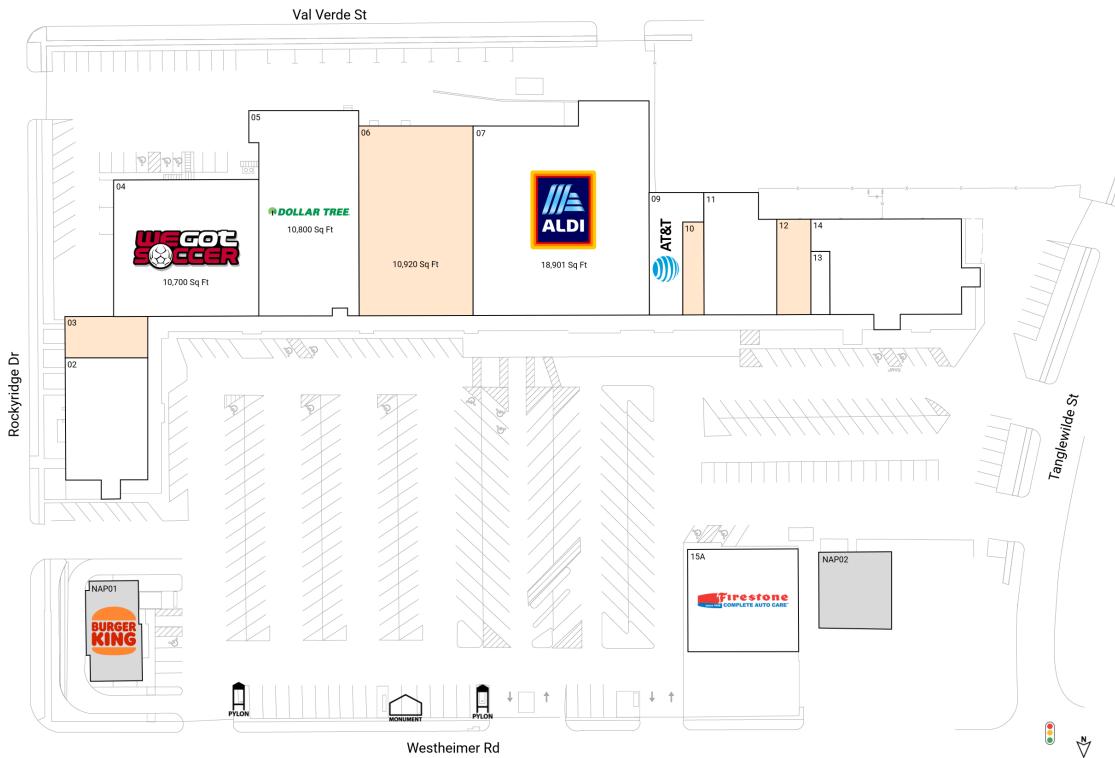 Val Verde St
05
06
07
DOLLAR TREE
10,800 Sq Ft
10,920 Sq Ft
ALDI
18,901 Sq Ft
04
WEGOT
SOCCER
10,700 Sq Ft
09
AT&T
10
11
12
14
13
03
02
Rockyridge Dr
Tanglewilde St
NAP01
BURGER
KING
15A
Firestone
COMPLETE AUTO CARE
NAP02
PYLON
MONUMENT
PYLON
Westheimer Rd
N